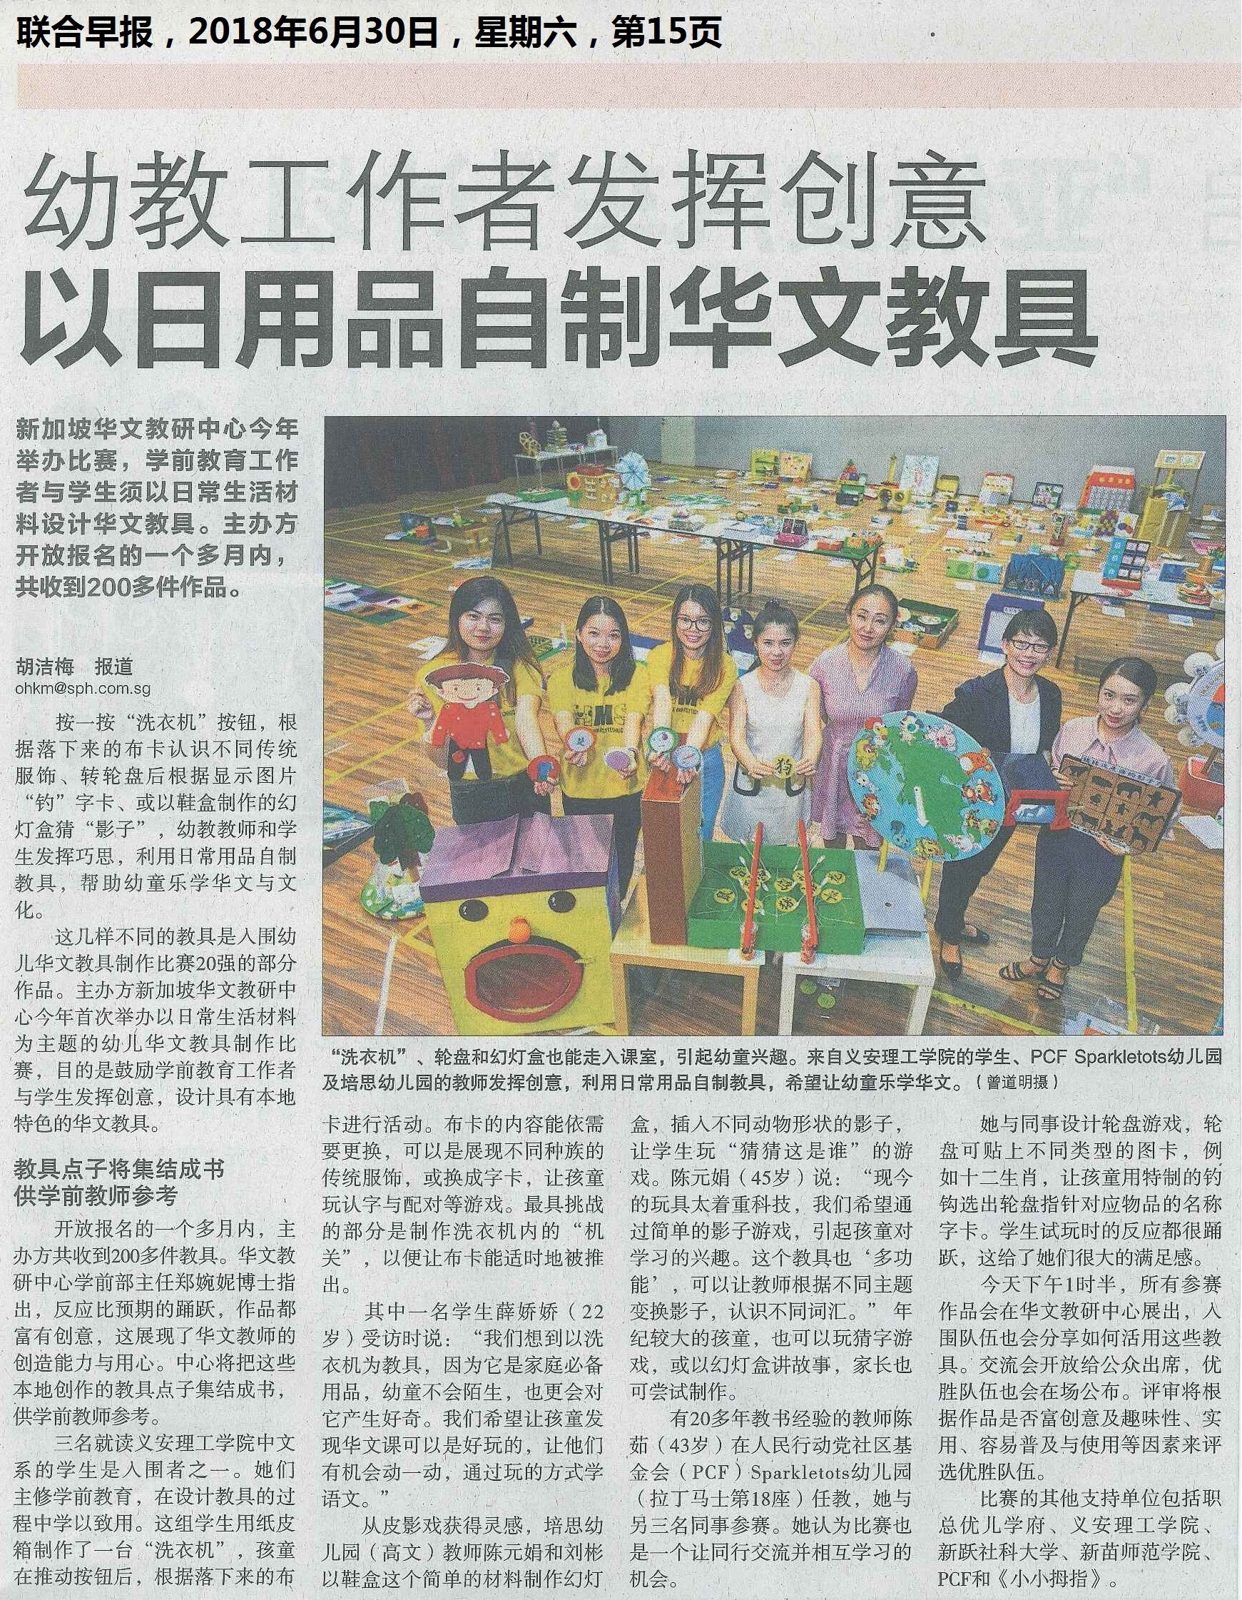 联合早报，2018年6月30日，星期六，第15页
幼教工作者发挥创意
以日用品自制华文教具
新加坡华文教研中心今年
举办比赛，学前教育工作
者与学生须以日常生活材
料设计华文教具。主办方
开放报名的一个多月内，
共收到200多件作品。
胡洁梅　报道
ohkm@sph.com.sg
按一按“洗衣机”按钮，根
据落下来的布卡认识不同传统
服饰、转轮盘后根据显示图片
“钓”字卡、或以鞋盒制作的幻
灯盒猜“影子”，幼教教师和学
生发挥巧思，利用日常用品自制
教具，帮助幼童乐学华文与文
化。
这几样不同的教具是入围幼
儿华文教具制作比赛20强的部分
作品。主办方新加坡华文教研中
心今年首次举办以日常生活材料
为主题的幼儿华文教具制作比
赛，目的是鼓励学前教育工作者
与学生发挥创意，设计具有本地
特色的华文教具。
教具点子将集结成书
供学前教师参考
开放报名的一个多月内，主
办方共收到200多件教具。华文教
研中心学前部主任郑婉妮博士指
出，反应比预期的踊跃，作品都
富有创意，这展现了华文教师的
创造能力与用心。中心将把这些
本地创作的教具点子集结成书，
供学前教师参考。
三名就读义安理工学院中文
系的学生是入围者之一。她们
主修学前教育，在设计教具的过
程中学以致用。这组学生用纸皮
箱制作了一台“洗衣机”，孩童
在推动按钮后，根据落下来的布
狗
“洗衣机”、轮盘和幻灯盒也能走入课室，引起幼童兴趣。来自义安理工学院的学生、PCF Sparkletots幼儿园
及培思幼儿园的教师发挥创意，利用日常用品自制教具，希望让幼童乐学华文。（曾道明摄）
卡进行活动。布卡的内容能依需
要更换，可以是展现不同种族的
传统服饰，或换成字卡，让孩童
玩认字与配对等游戏。最具挑战
的部分是制作洗衣机内的“机
关”，以便让布卡能适时地被推
出。
其中一名学生薛娇娇（22
岁）受访时说：“我们想到以洗
衣机为教具，因为它是家庭必备
用品，幼童不会陌生，也更会对
它产生好奇。我们希望让孩童发
现华文课可以是好玩的，让他们
有机会动一动，通过玩的方式学
语文。”
从皮影戏获得灵感，培思幼
儿园（高文）教师陈元娟和刘彬
以鞋盒这个简单的材料制作幻灯
盒，插入不同动物形状的影子，
让学生玩“猜猜这是谁”的游
戏。陈元娟（45岁）说：“现今
的玩具太着重科技，我们希望通
过简单的影子游戏，引起孩童对
学习的兴趣。这个教具也‘多功
能’，可以让教师根据不同主题
变换影子，认识不同词汇。”年
纪较大的孩童，也可以玩猜字游
戏，或以幻灯盒讲故事，家长也
可尝试制作。
有20多年教书经验的教师陈
茹（43岁）在人民行动党社区基
金会（PCF）Sparkletots幼儿园
（拉丁马士第18座）任教，她与
另三名同事参赛。她认为比赛也
是一个让同行交流并相互学习的
机会。
她与同事设计轮盘游戏，轮
盘可贴上不同类型的图卡，例
如十二生肖，让孩童用特制的钓
钩选出轮盘指针对应物品的名称
字卡。学生试玩时的反应都很踊
跃，这给了她们很大的满足感。
今天下午1时半，所有参赛
作品会在华文教研中心展出，入
围队伍也会分享如何活用这些教
具。交流会开放给公众出席，优
胜队伍也会在场公布。评审将根
据作品是否富创意及趣味性、实
用、容易普及与使用等因素来评
选优胜队伍。
比赛的其他支持单位包括职
总优儿学府、义安理工学院、
新跃社科大学、新苗师范学院、
PCF和《小小拇指》。